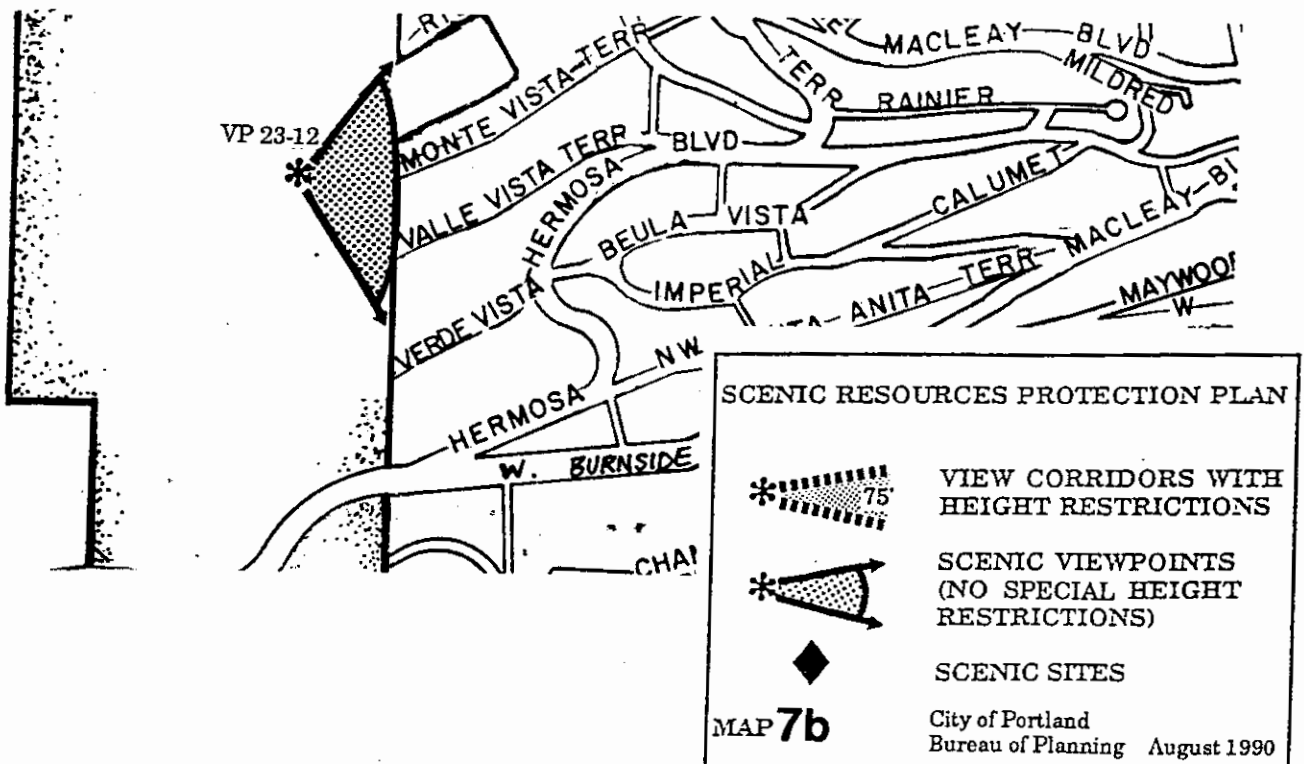 MACLEAY BLVD
MILDRED
TERR
RAINIER
MONTE VISTA TERR
VP 23-12
VALLE VISTA TERR
BLVD
HERMOSA
BEULA VISTA
CALUMET
MACLEAY
IMPERIAL
ANITA TERR
VERDE VISTA
NW
HERMOSA
W
W. BURNSIDE
SCENIC RESOURCES PROTECTION PLAN
75'
VIEW CORRIDORS WITH
HEIGHT RESTRICTIONS
SCENIC VIEWPOINTS
(NO SPECIAL HEIGHT
RESTRICTIONS)
SCENIC SITES
MAP 7b
City of Portland
Bureau of Planning August 1990